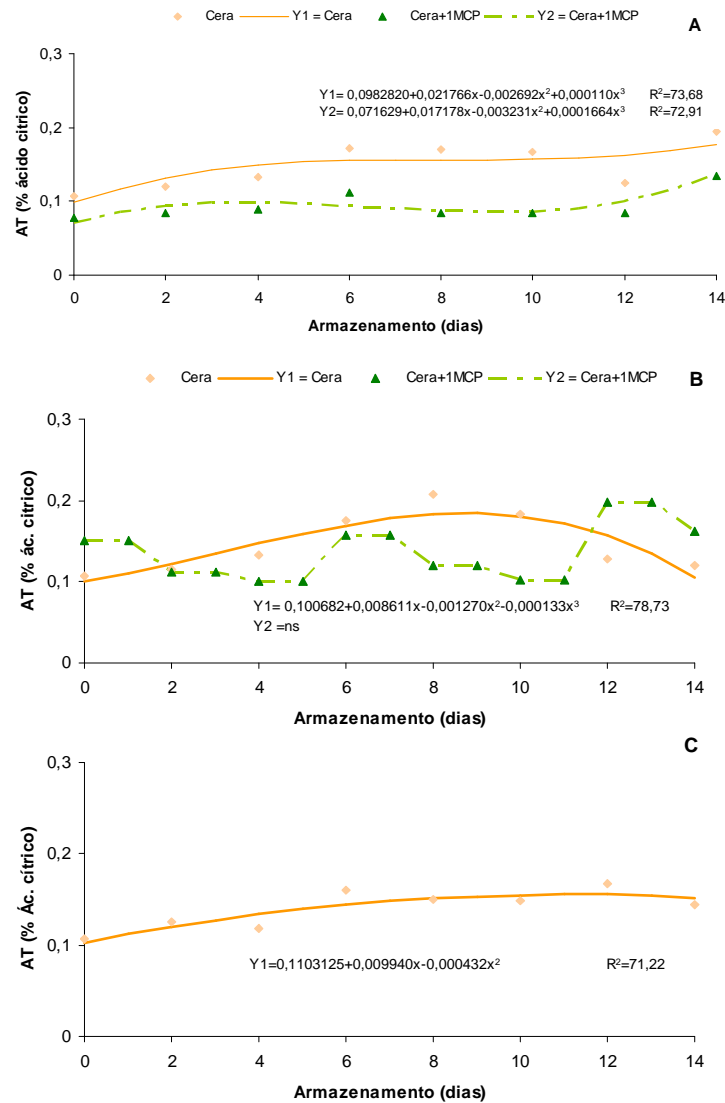 Cera Y1 = Cera Cera+1MCP Y2 = Cera+1MCP
A
0,3
0,2
0,1
0
AT (% ácido citrico)
Y1= 0,0982820+0,021766x-0,002692x²+0,000110x³ R²=73,68
Y2= 0,071629+0,017178x-0,003231x²+0,0001664x³ R²=72,91
0 2 4 6 8 10 12 14
Armazenamento (dias)
Cera Y1 = Cera Cera+1MCP Y2 = Cera+1MCP
B
0,3
0,2
0,1
0
AT (% ác. citrico)
Y1= 0,100682+0,008611x-0,001270x²-0,000133x³ R²=78,73
Y2 =ns
0 2 4 6 8 10 12 14
Armazenamento (dias)
C
0,3
0,2
0,1
0
AT (% Ác. cítrico)
Y1=0,1103125+0,009940x-0,000432x² R²=71,22
0 2 4 6 8 10 12 14
Armazenamento (dias)